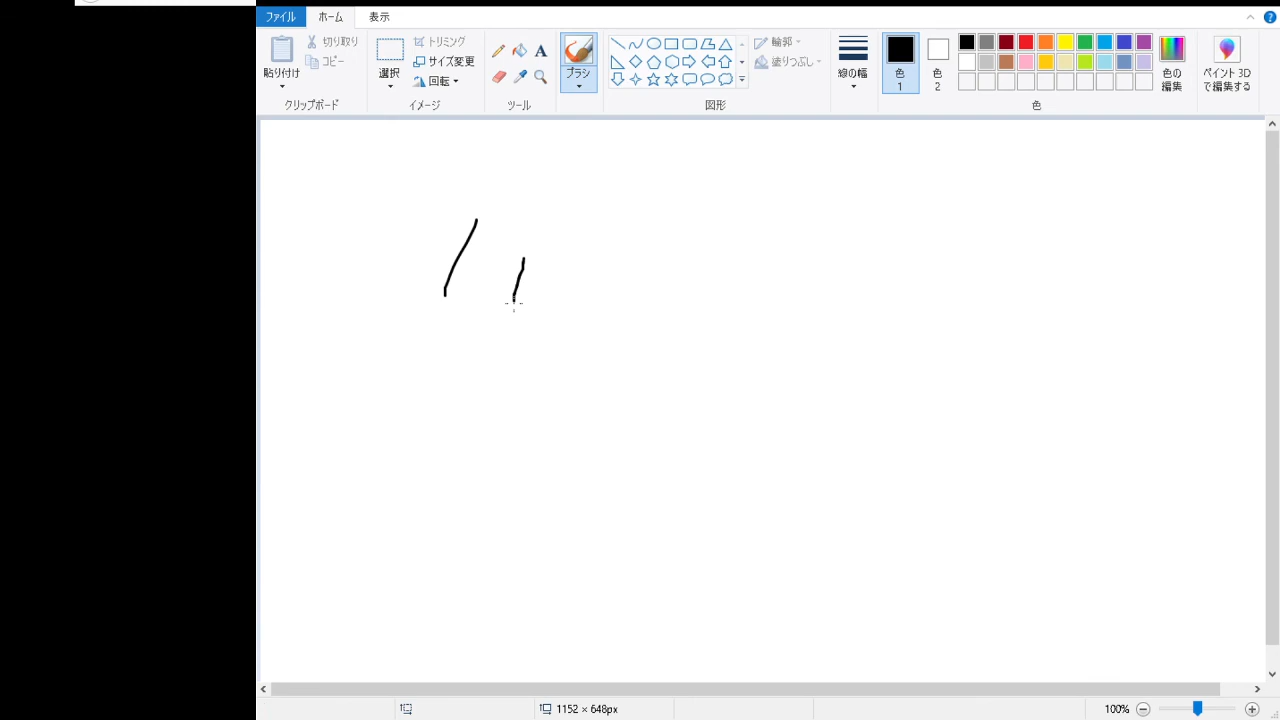 ファイル ホーム 表示
貼り付け 切り取り コピー 選択 トリミング サイズ変更 回転 A ブラシ 輪郭 塗りつぶし 線の幅 色 1 色 2 色の編集 ペイント 3Dで編集する
クリップボード イメージ ツール 図形 色
1152 × 648px 100%